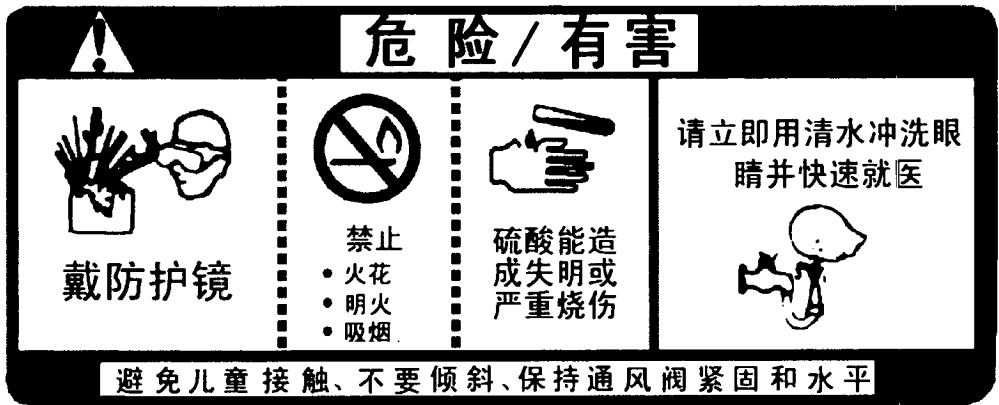 危险/有害
戴防护镜
禁止
• 火花
• 明火
• 吸烟
硫酸能造
成失明或
严重烧伤
请立即用清水冲洗眼
睛并快速就医
避免儿童接触、不要倾斜、保持通风阀紧固和水平